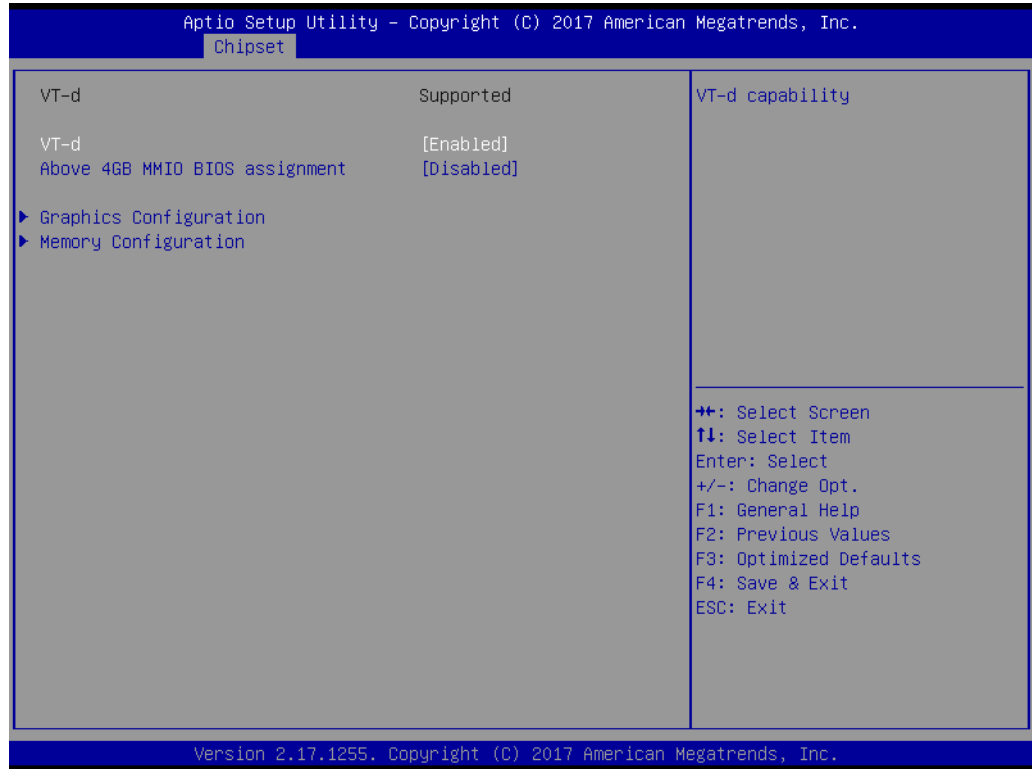 Aptio Setup Utility – Copyright (C) 2017 American Megatrends, Inc.
Chipset
VT-d Supported
VT-d [Enabled]
Above 4GB MMIO BIOS assignment [Disabled]
▶ Graphics Configuration
▶ Memory Configuration
VT-d capability
→←: Select Screen
↑↓: Select Item
Enter: Select
+/-: Change Opt.
F1: General Help
F2: Previous Values
F3: Optimized Defaults
F4: Save & Exit
ESC: Exit
Version 2.17.1255. Copyright (C) 2017 American Megatrends, Inc.